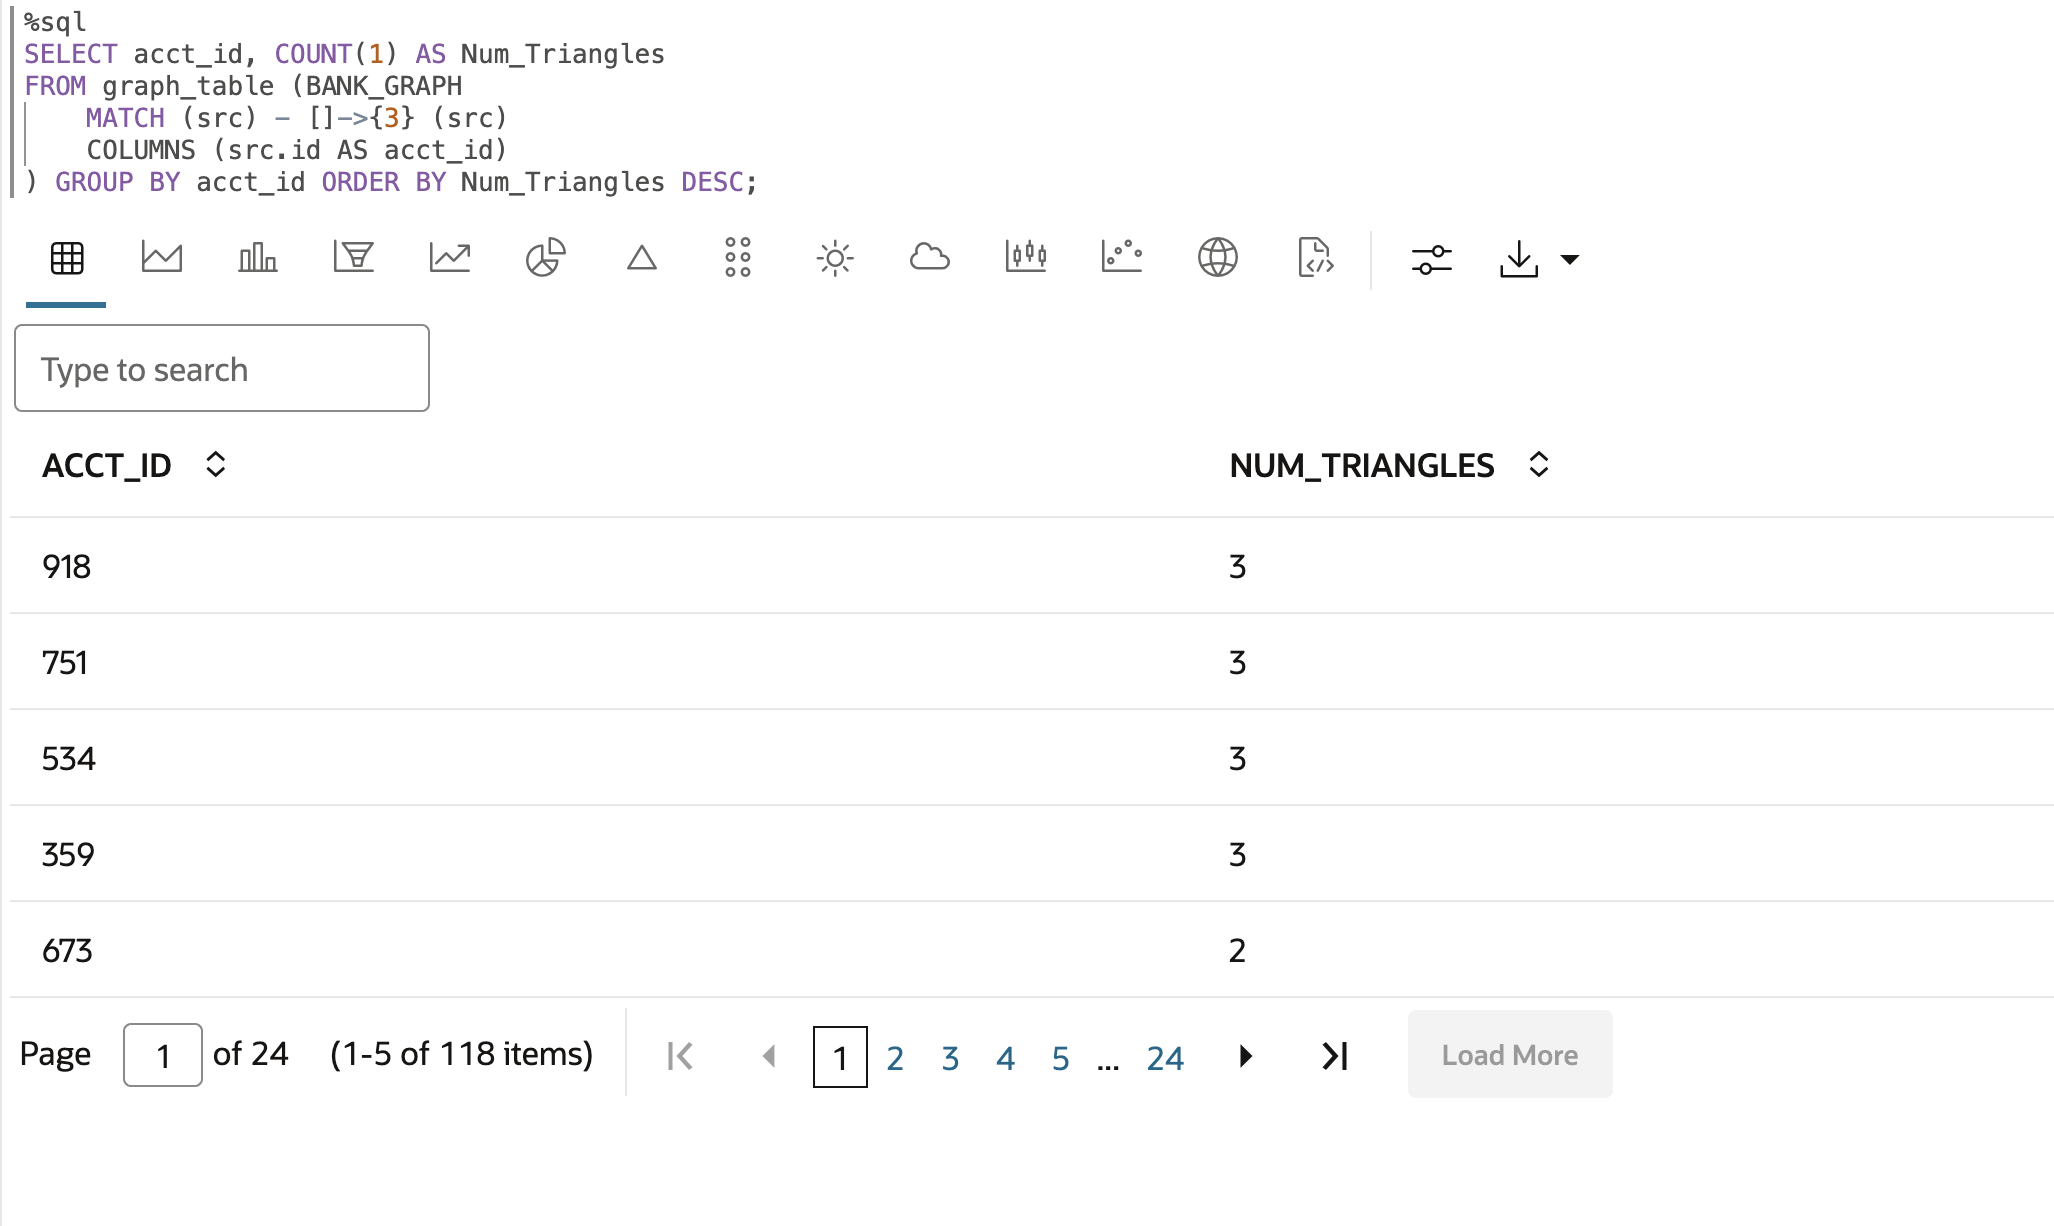 %sql
SELECT acct_id, COUNT(1) AS Num_Triangles
FROM graph_table (BANK_GRAPH
MATCH (src) - []->{3} (src)
COLUMNS (src.id AS acct_id)
) GROUP BY acct_id ORDER BY Num_Triangles DESC;
Type to search
ACCT_ID NUM_TRIANGLES
918 3
751 3
534 3
359 3
673 2
Page 1 of 24 (1-5 of 118 items) 1 2 3 4 5 ... 24 Load More